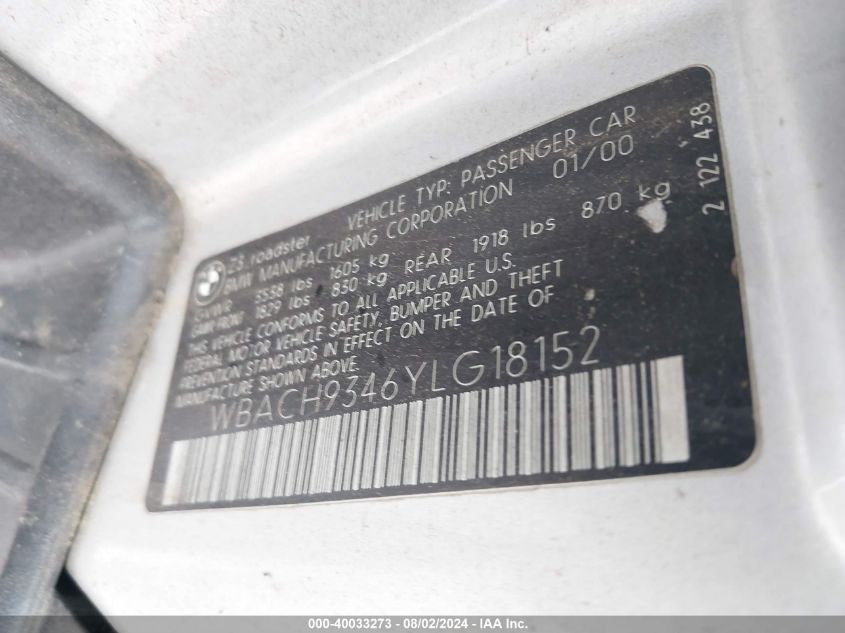 BMW
Z3 roadster VEHICLE TYP: PASSENGER CAR
BMW MANUFACTURING CORPORATION 01/00
GVWR 3538 lbs 1605 kg
GAWR FRONT 1829 lbs 830 kg REAR 1918 lbs 870 kg
THIS VEHICLE CONFORMS TO ALL APPLICABLE U.S.
FEDERAL MOTOR VEHICLE SAFETY, BUMPER AND THEFT
PREVENTION STANDARDS IN EFFECT ON THE DATE OF
MANUFACTURE SHOWN ABOVE.
WBACH9346YLG18152
2 122 438
000-40033273 - 08/02/2024 - IAA Inc.